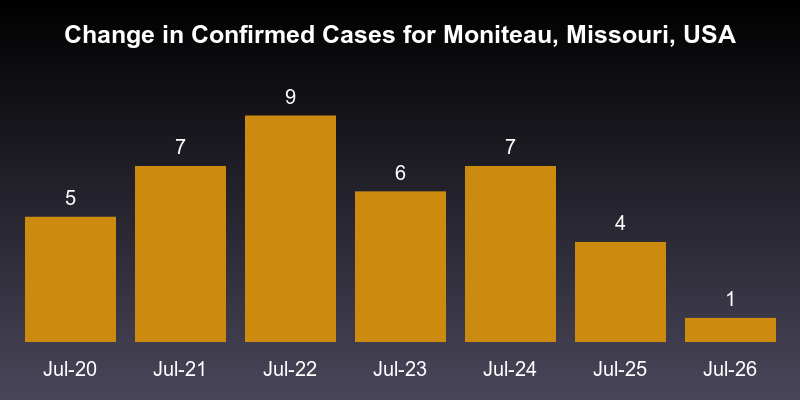 Change in Confirmed Cases for Moniteau, Missouri, USA
5
7
9
6
7
4
1
Jul-20
Jul-21
Jul-22
Jul-23
Jul-24
Jul-25
Jul-26